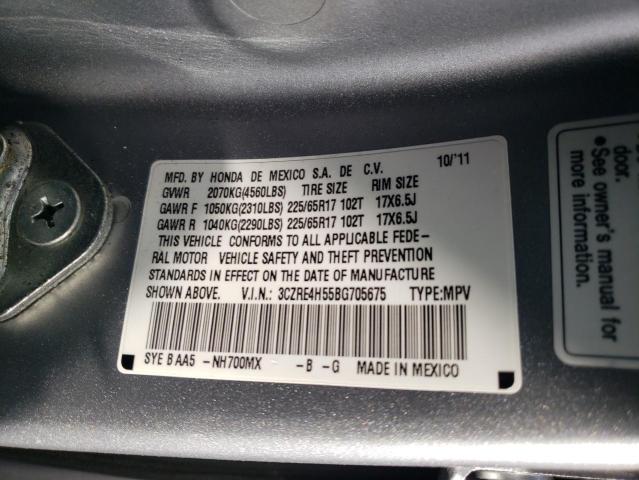 MFD. BY HONDA DE MEXICO S.A. DE C.V. 10/'11
GVWR 2070KG(4560LBS) TIRE SIZE RIM SIZE
GAWR F 1050KG(2310LBS) 225/65R17 102T 17X6.5J
GAWR R 1040KG(2290LBS) 225/65R17 102T 17X6.5J
THIS VEHICLE CONFORMS TO ALL APPLICABLE FEDE-
RAL MOTOR VEHICLE SAFETY AND THEFT PREVENTION
STANDARDS IN EFFECT ON THE DATE OF MANUFACTURE
SHOWN ABOVE. V.I.N.: 3CZRE4H55BG705675 TYPE:MPV
SYE B AA5 -NH700MX -B -G MADE IN MEXICO
door.
●See owner's manual for
more information.